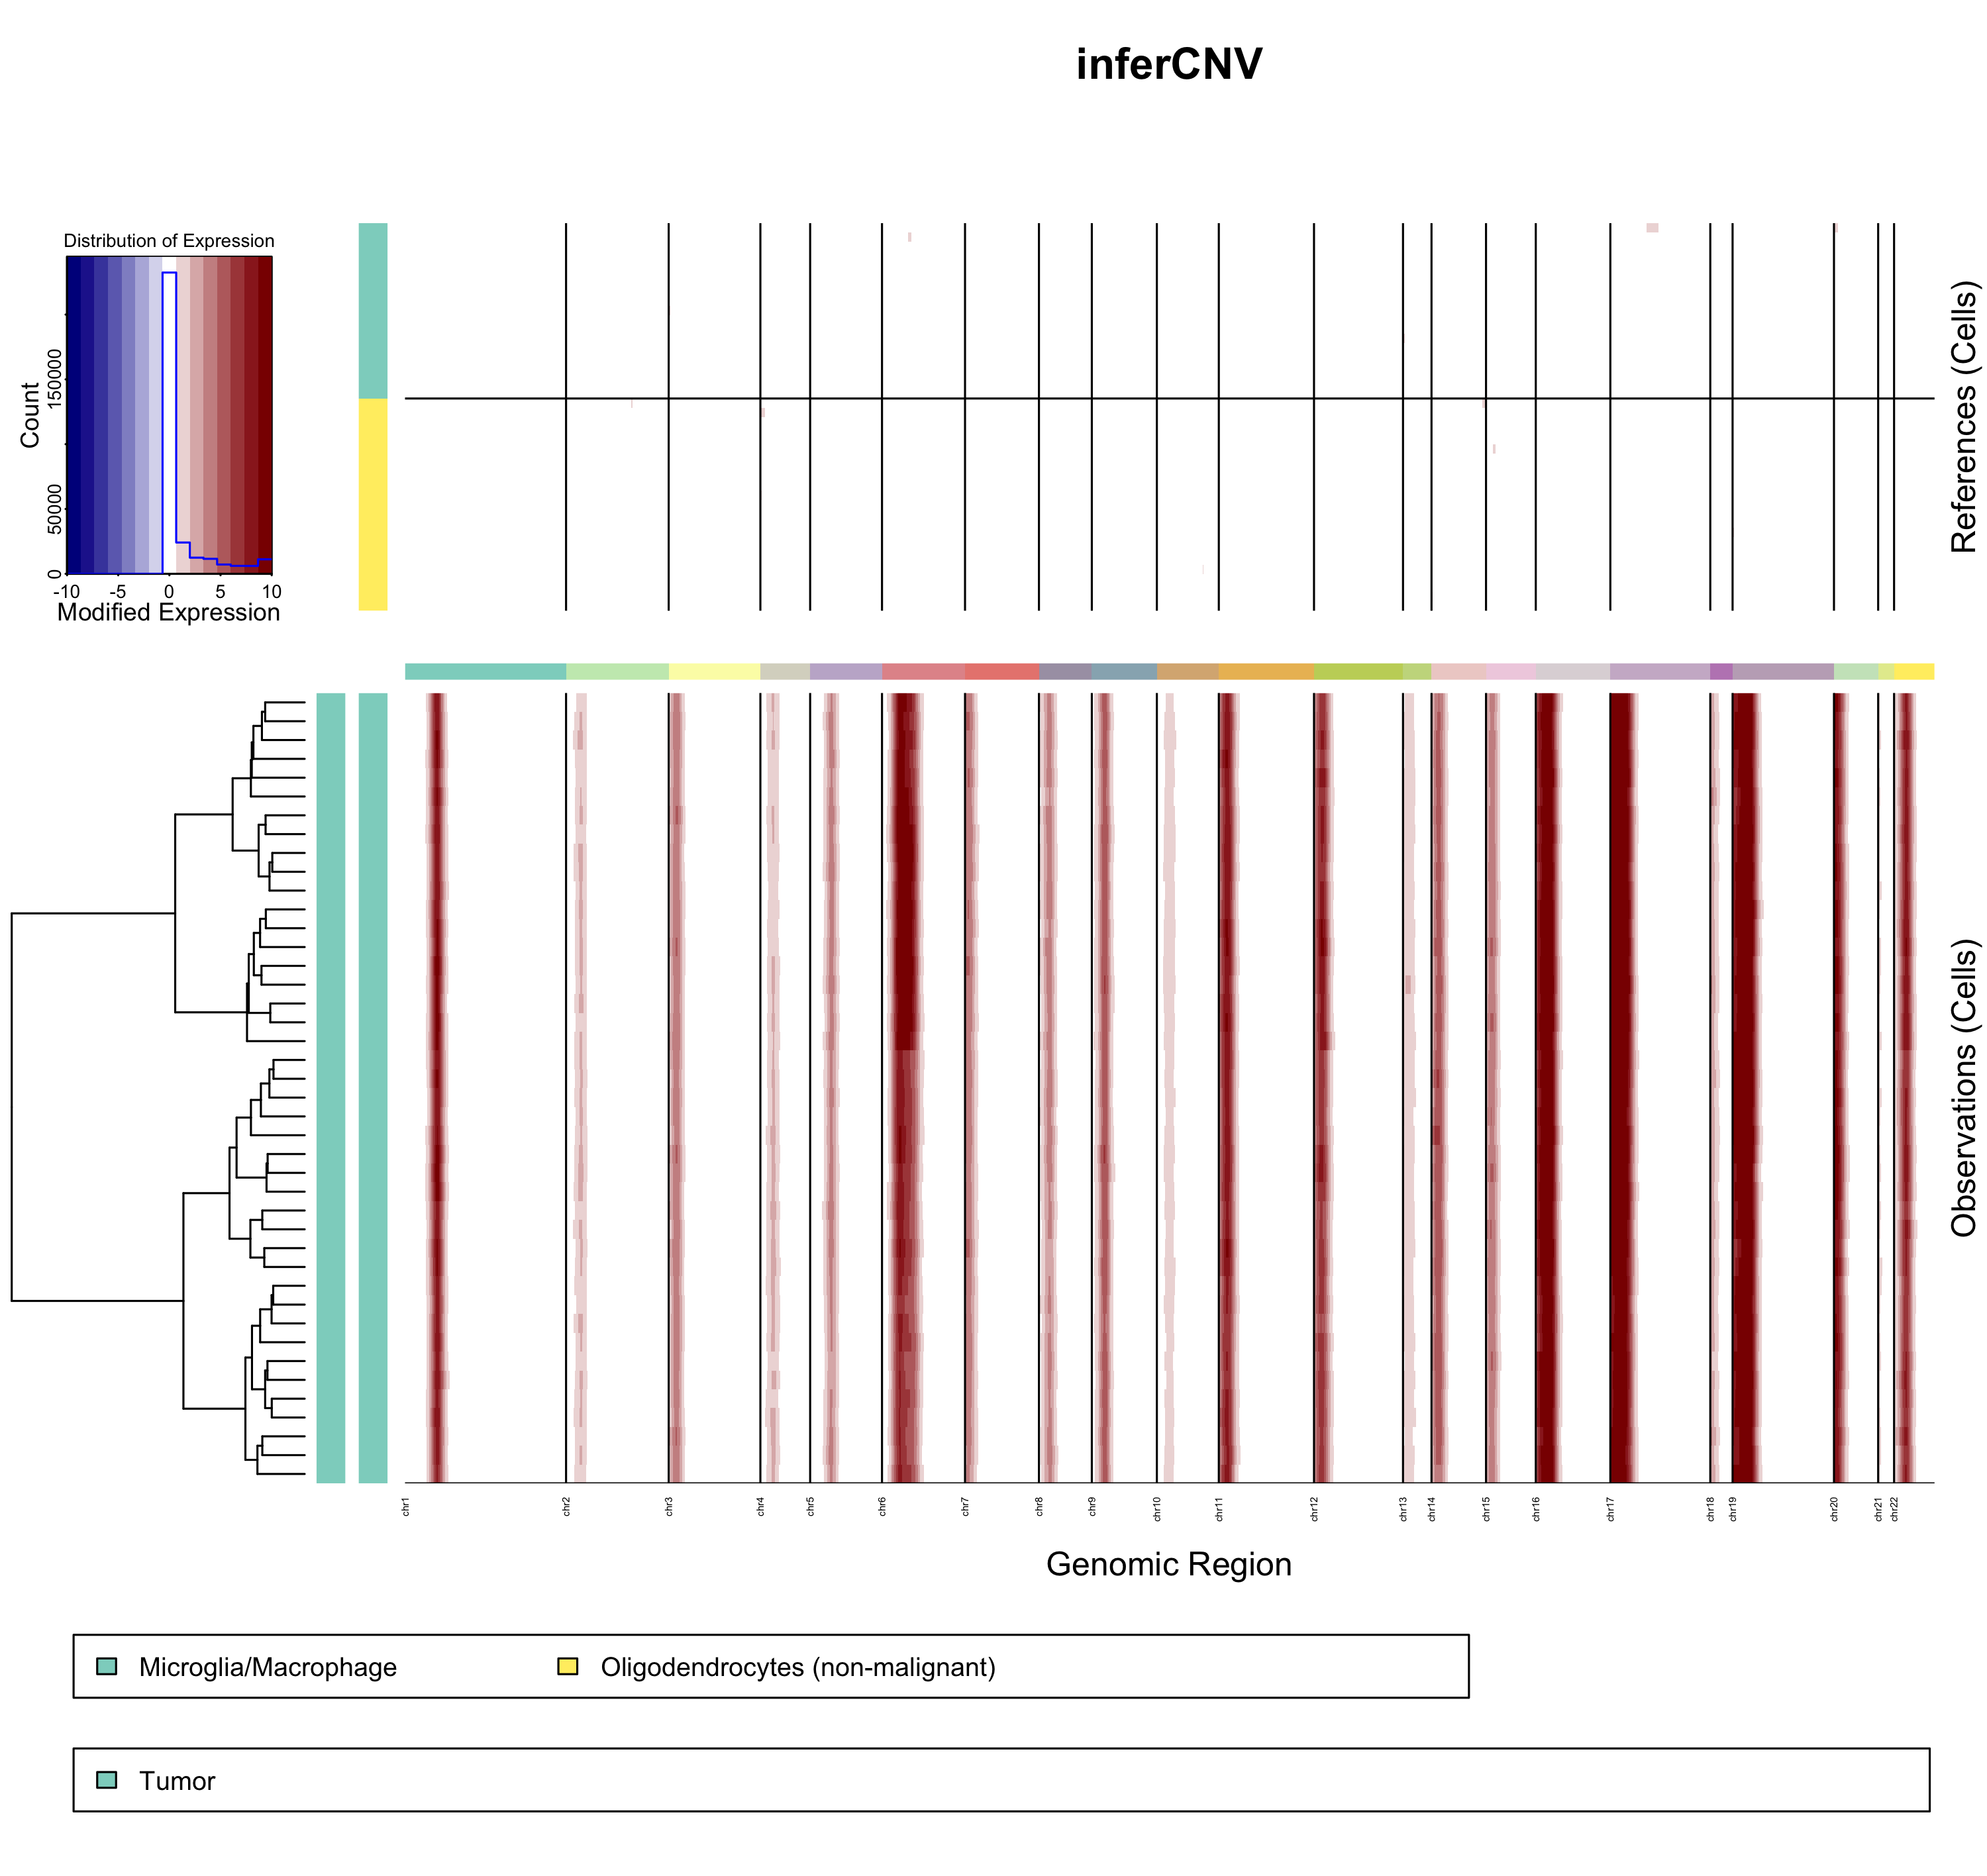 inferCNV
Distribution of Expression
Count
0
50000
150000
-10 -5 0 5 10
Modified Expression
References (Cells)
Observations (Cells)
chr1 chr2 chr3 chr4 chr5 chr6 chr7 chr8 chr9 chr10 chr11 chr12 chr13 chr14 chr15 chr16 chr17 chr18 chr19 chr20 chr21 chr22
Genomic Region
Microglia/Macrophage Oligodendrocytes (non-malignant)
Tumor